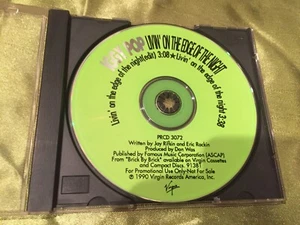 IGGY POP LIVIN' ON THE EDGE OF THE NIGHT
Livin' on the edge of the night (edit) 3:08 ★ Livin' on the edge of the night 3:38
PRCD 3072
Written by Jay Rifkin and Eric Rackin
Produced by Don Was
Published by Famous Music Corporation (ASCAP)
From "Brick By Brick" available on Virgin Cassettes
and Compact Discs. 91381
For Promotional Use Only-Not For Sale
℗ 1990 Virgin Records America, Inc.
Virgin